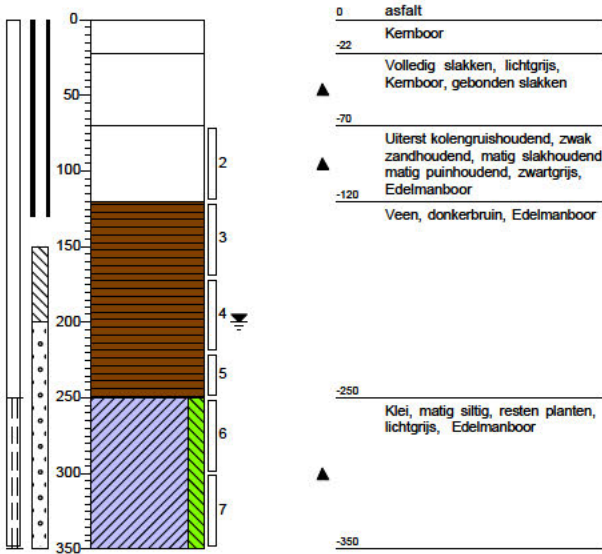 0
50
100
150
200
250
300
350
2
3
4
5
6
7
0 asfalt
Kernboor
-22
Volledig slakken, lichtgrijs,
Kernboor, gebonden slakken
-70
Uiterst kolengruishoudend, zwak
zandhoudend, matig slakhoudend,
matig puinhoudend, zwartgrijs,
Edelmanboor
-120
Veen, donkerbruin, Edelmanboor
-250
Klei, matig siltig, resten planten,
lichtgrijs, Edelmanboor
-350